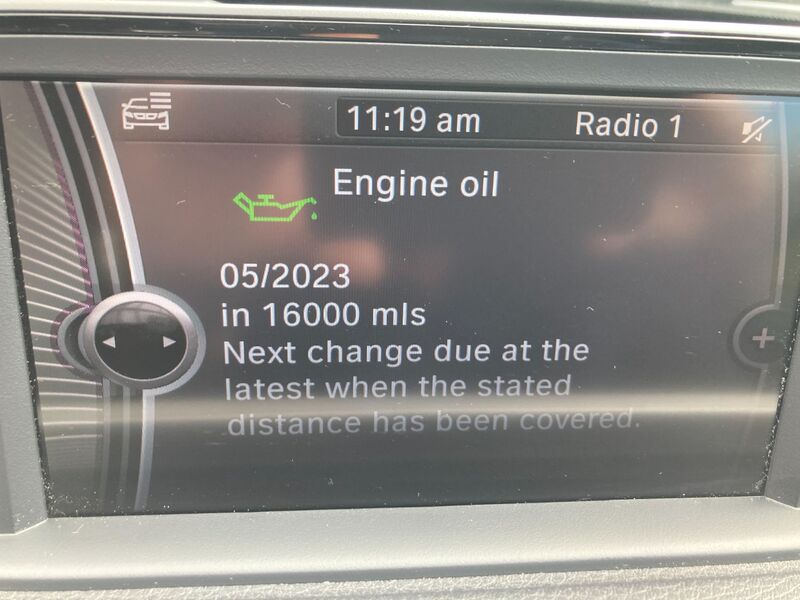 11:19 am Radio 1
Engine oil
05/2023
in 16000 mls
Next change due at the
latest when the stated
distance has been covered.